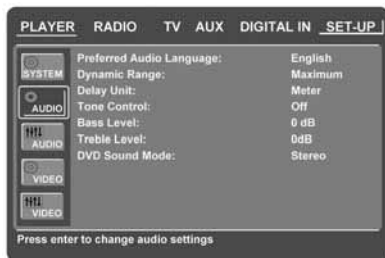 PLAYER RADIO TV AUX DIGITAL IN SET-UP
SYSTEM
AUDIO
AUDIO
VIDEO
VIDEO
Preferred Audio Language: English
Dynamic Range: Maximum
Delay Unit: Meter
Tone Control: Off
Bass Level: 0 dB
Treble Level: 0dB
DVD Sound Mode: Stereo
Press enter to change audio settings